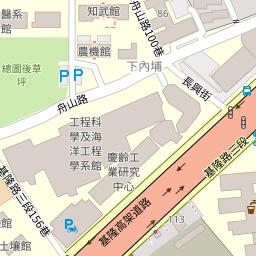 醫系館
知武館
86
舟山路100巷
農機館
下內埔
總圖後草坪
P P
長興街
舟山路
工程科
學及海
洋工程
學系館
慶齡工
業研究
中心
基隆路三段
基隆路三段156巷
基隆高架道路
113
土壤館